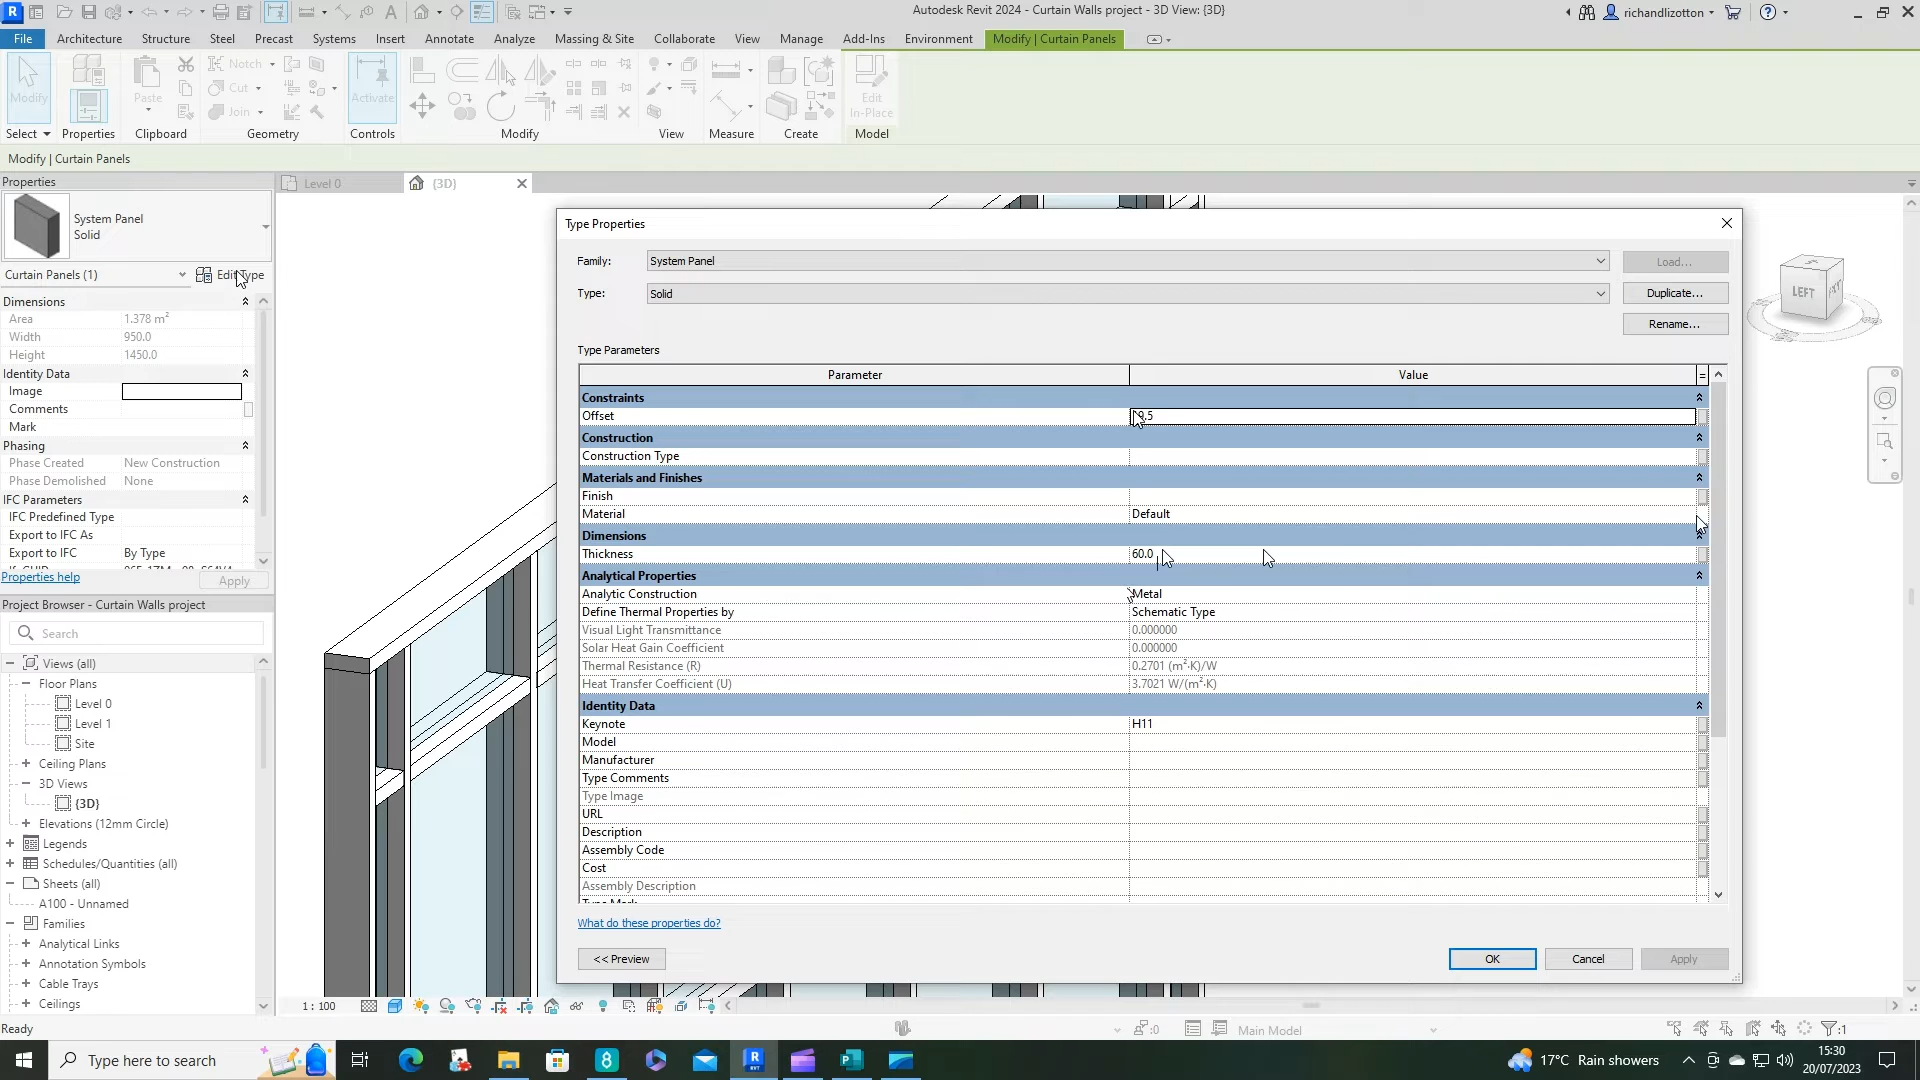 Autodesk Revit 2024 - Curtain Walls project - 3D View: {3D}
richandlizotton
File Architecture Structure Steel Precast Systems Insert Annotate Analyze Massing & Site Collaborate View Manage Add-Ins Environment Modify | Curtain Panels
Modify
Paste
Notch
Cut
Join
Activate
Edit
In-Place
Select Properties Clipboard Geometry Controls Modify View Measure Create Model
Modify | Curtain Panels
Properties
Level 0
{3D}
System Panel
Solid
Curtain Panels (1)
Edit Type
Dimensions
Area 1.378 m²
Width 950.0
Height 1450.0
Identity Data
Image
Comments
Mark
Phasing
Phase Created New Construction
Phase Demolished None
IFC Parameters
IFC Predefined Type
Export to IFC As
Export to IFC By Type
Properties help
Apply
Project Browser - Curtain Walls project
Search
Views (all)
Floor Plans
Level 0
Level 1
Site
Ceiling Plans
3D Views
{3D}
Elevations (12mm Circle)
Legends
Schedules/Quantities (all)
Sheets (all)
A100 - Unnamed
Families
Analytical Links
Annotation Symbols
Cable Trays
Ceilings
Type Properties
Family: System Panel Load...
Type: Solid Duplicate...
Rename...
Type Parameters
Parameter Value =
Constraints
Offset
Construction
Construction Type
Materials and Finishes
Finish
Material Default
Dimensions
Thickness 60.0
Analytical Properties
Analytic Construction Metal
Define Thermal Properties by Schematic Type
Visual Light Transmittance 0.000000
Solar Heat Gain Coefficient 0.000000
Thermal Resistance (R) 0.2701 (m²·K)/W
Heat Transfer Coefficient (U) 3.7021 W/(m²·K)
Identity Data
Keynote H11
Model
Manufacturer
Type Comments
Type Image
URL
Description
Assembly Code
Cost
Assembly Description
What do these properties do?
<< Preview OK Cancel Apply
LEFT
1 : 100
Ready
:0
Main Model
:1
Type here to search
17°C Rain showers
15:30
20/07/2023